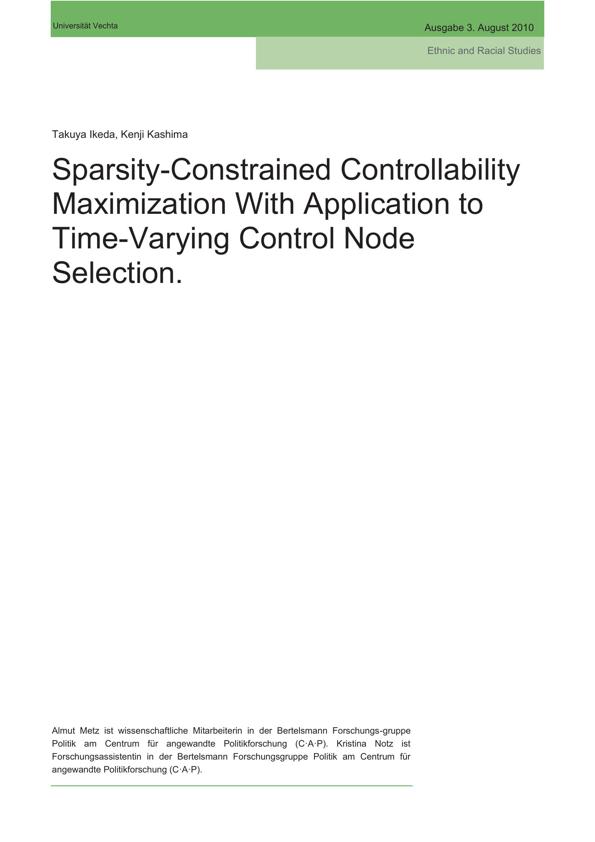 Universität Vechta
Ausgabe 3. August 2010
Ethnic and Racial Studies
Takuya Ikeda, Kenji Kashima
Sparsity-Constrained Controllability
Maximization With Application to
Time-Varying Control Node
Selection.
Almut Metz ist wissenschaftliche Mitarbeiterin in der Bertelsmann Forschungs-gruppe
Politik am Centrum für angewandte Politikforschung (C·A·P). Kristina Notz ist
Forschungsassistentin in der Bertelsmann Forschungsgruppe Politik am Centrum für
angewandte Politikforschung (C·A·P).